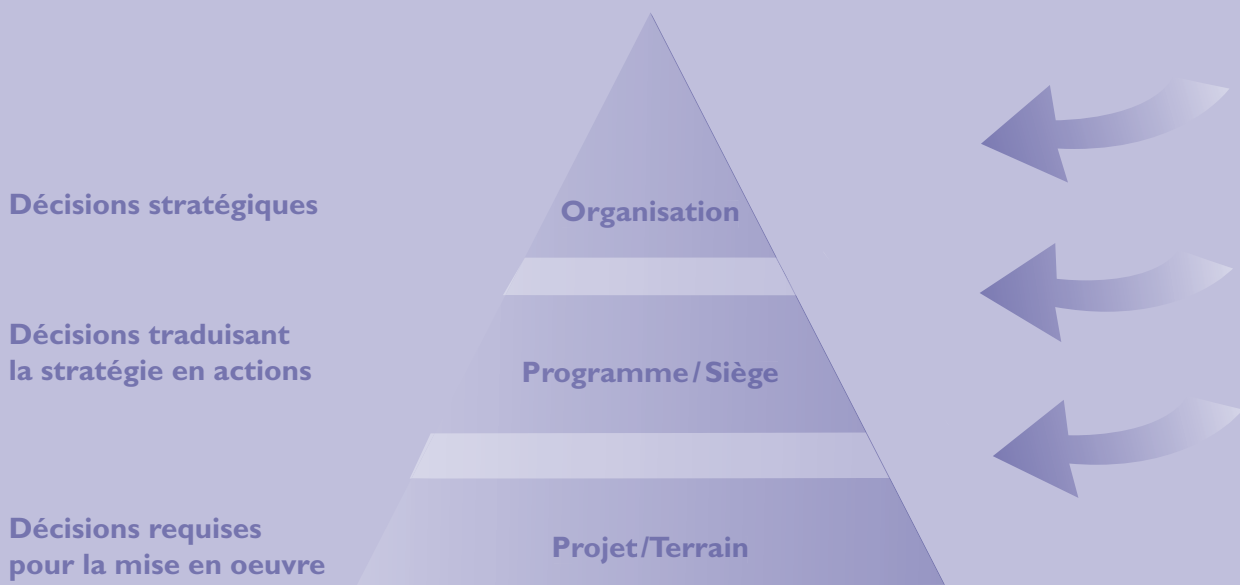 Décisions stratégiques
Organisation
Décisions traduisant
la stratégie en actions
Programme/Siège
Décisions requises
pour la mise en oeuvre
Projet/Terrain